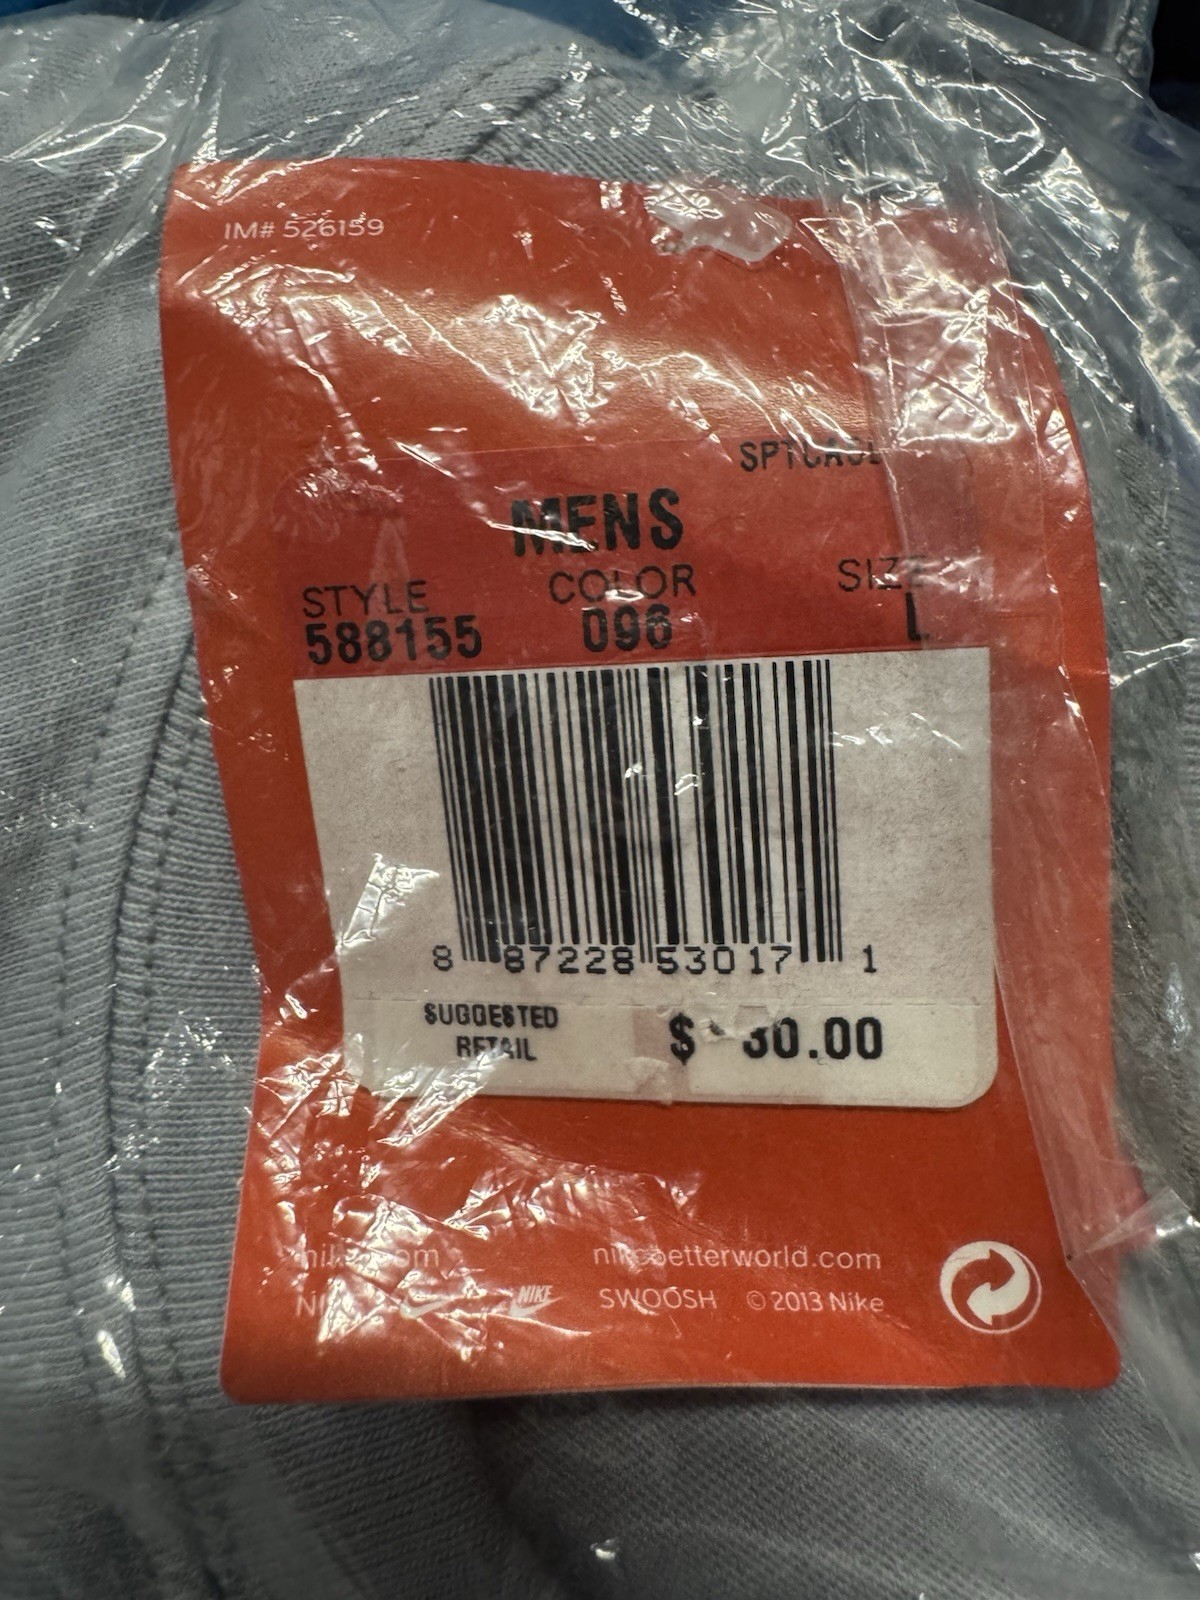 IM# 526159
MENS
STYLE COLOR SIZE
588155 096 L
8 87228 53017 1
SUGGESTED
RETAIL $ 30.00
nikebetterworld.com
NIKE SWOOSH © 2013 Nike